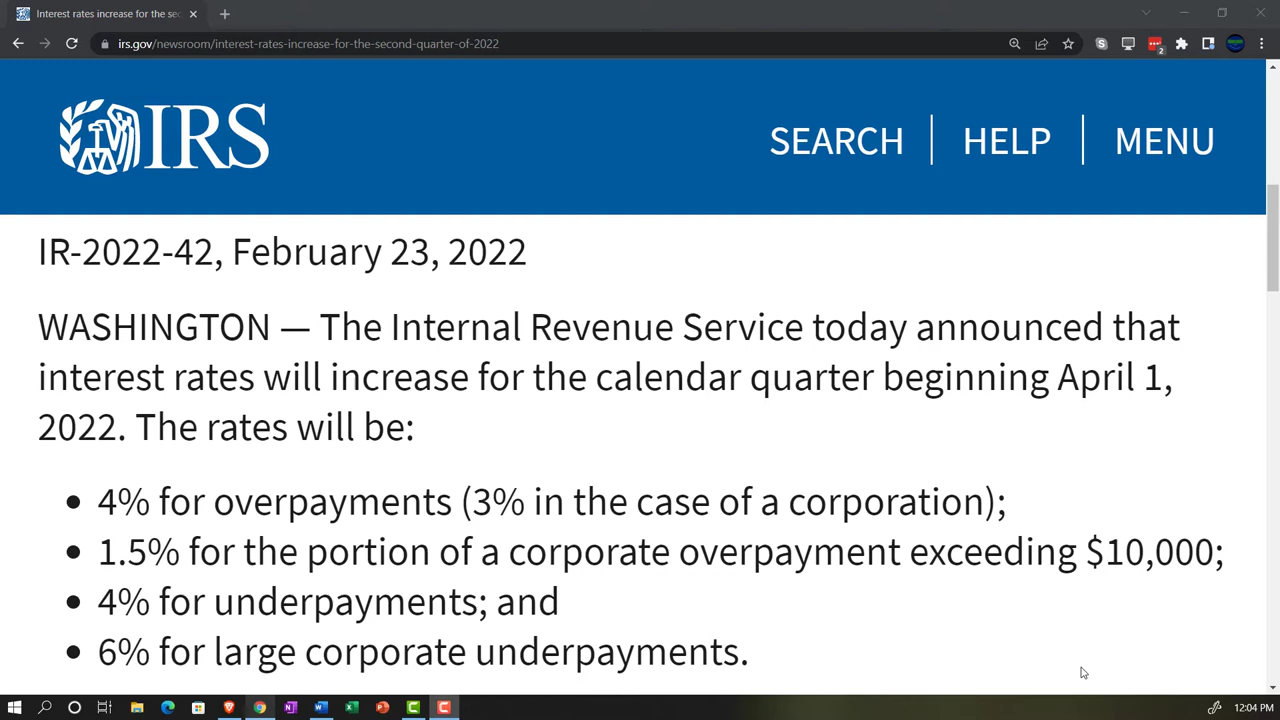 Interest rates increase for the sec
irs.gov/newsroom/interest-rates-increase-for-the-second-quarter-of-2022
2
IRS
SEARCH
HELP
MENU
IR-2022-42, February 23, 2022
WASHINGTON — The Internal Revenue Service today announced that
interest rates will increase for the calendar quarter beginning April 1,
2022. The rates will be:
• 4% for overpayments (3% in the case of a corporation);
• 1.5% for the portion of a corporate overpayment exceeding $10,000;
• 4% for underpayments; and
• 6% for large corporate underpayments.
12:04 PM